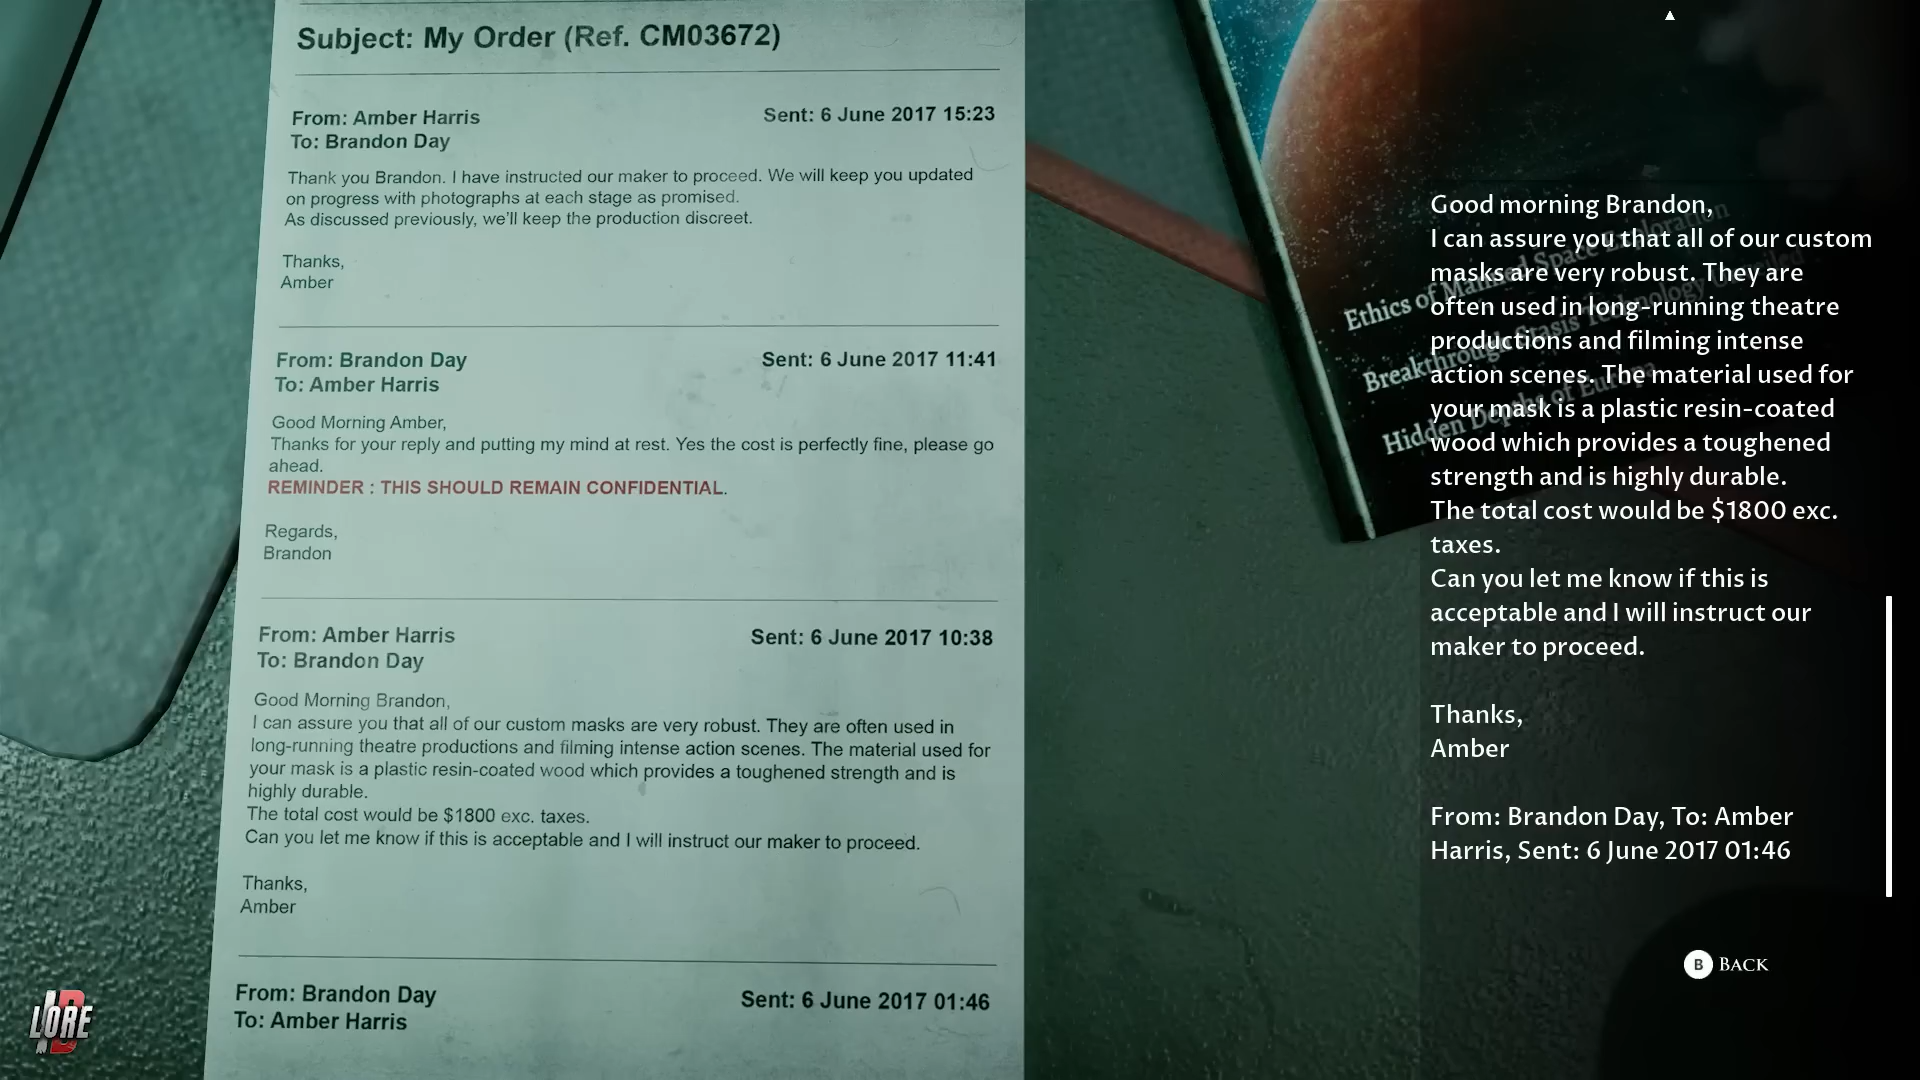 Subject: My Order (Ref. CM03672)
From: Amber Harris
Sent: 6 June 2017 15:23
To: Brandon Day
Thank you Brandon. I have instructed our maker to proceed. We will keep you updated
on progress with photographs at each stage as promised.
As discussed previously, we'll keep the production discreet.
Thanks,
Amber
From: Brandon Day
Sent: 6 June 2017 11:41
To: Amber Harris
Good Morning Amber,
Thanks for your reply and putting my mind at rest. Yes the cost is perfectly fine, please go
ahead.
REMINDER : THIS SHOULD REMAIN CONFIDENTIAL.
Regards,
Brandon
From: Amber Harris
Sent: 6 June 2017 10:38
To: Brandon Day
Good Morning Brandon,
I can assure you that all of our custom masks are very robust. They are often used in
long-running theatre productions and filming intense action scenes. The material used for
your mask is a plastic resin-coated wood which provides a toughened strength and is
highly durable.
The total cost would be $1800 exc. taxes.
Can you let me know if this is acceptable and I will instruct our maker to proceed.
Thanks,
Amber
From: Brandon Day
Sent: 6 June 2017 01:46
To: Amber Harris
Ethics of Manned Space Exploration
Breakthrough Stasis Technology
Hidden Depths of Europa
Good morning Brandon,
I can assure you that all of our custom
masks are very robust. They are
often used in long-running theatre
productions and filming intense
action scenes. The material used for
your mask is a plastic resin-coated
wood which provides a toughened
strength and is highly durable.
The total cost would be $1800 exc.
taxes.
Can you let me know if this is
acceptable and I will instruct our
maker to proceed.
Thanks,
Amber
From: Brandon Day, To: Amber
Harris, Sent: 6 June 2017 01:46
B BACK
LORE